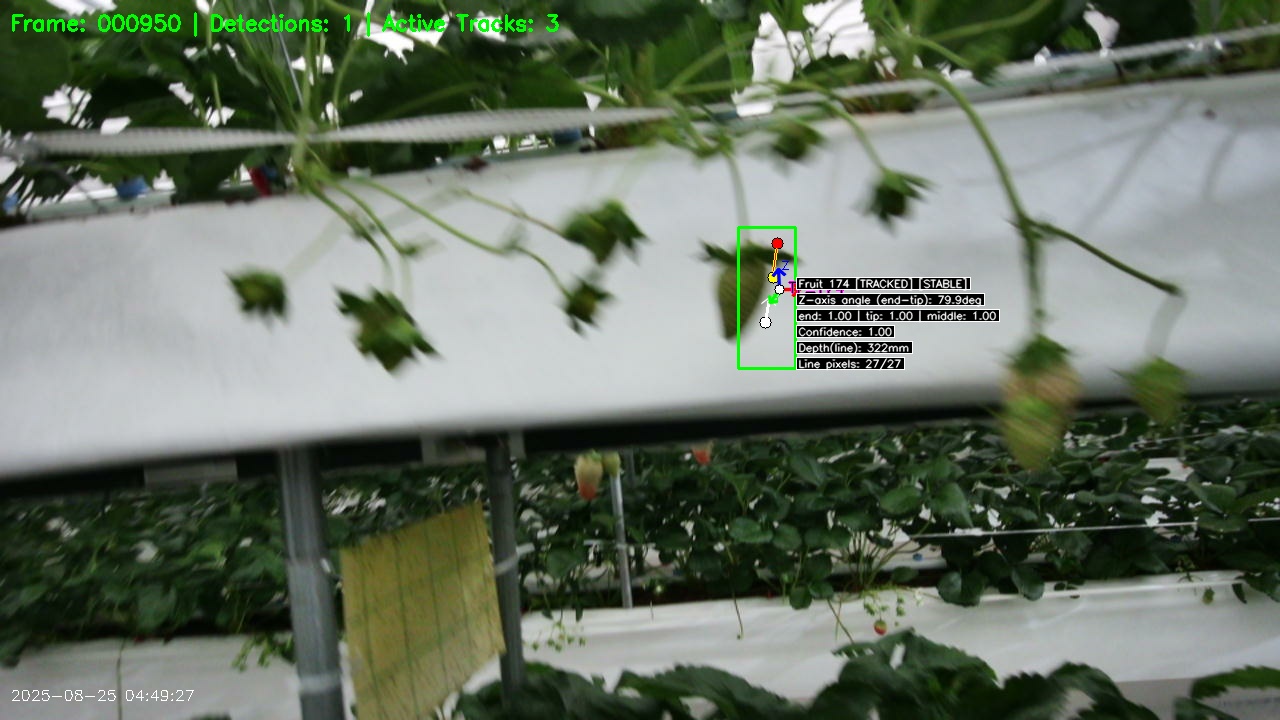 Frame: 000950 | Detections: 1 | Active Tracks: 3
Z
Fruit 174 [TRACKED] [STABLE]
Z-axis angle (end-tip): 79.9deg
end: 1.00 | tip: 1.00 | middle: 1.00
Confidence: 1.00
Depth(line): 322mm
Line pixels: 27/27
2025-08-25 04:49:27